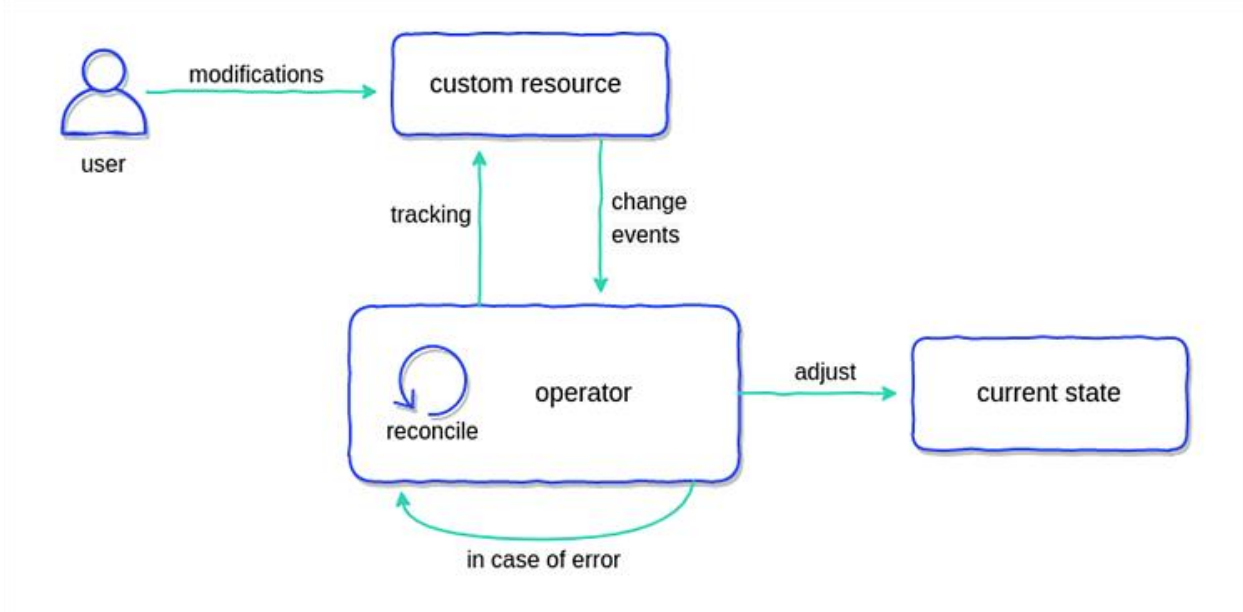 modifications
custom resource
user
tracking
change
events
operator
reconcile
adjust
current state
in case of error